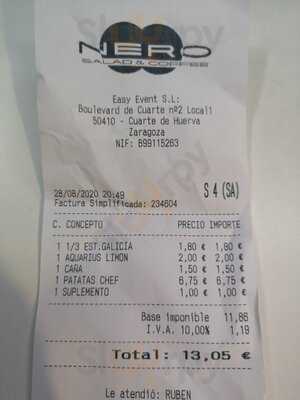 NERO
SALAD & COFFEE
Easy Event S.L:
Boulevard de Cuarte nº2 Local1
50410 - Cuarte de Huerva
Zaragoza
NIF: B99115263
28/08/2020 20:49 S 4 (SA)
Factura Simplificada: 234604
C. CONCEPTO PRECIO IMPORTE
1 1/3 EST.GALICIA 1,80 € 1,80 €
1 AQUARIUS LIMON 2,00 € 2,00 €
1 CAÑA 1,50 € 1,50 €
1 PATATAS CHEF 6,75 € 6,75 €
1 SUPLEMENTO 1,00 € 1,00 €
Base imponible 11,86
I.V.A. 10,00% 1,19
Total: 13,05 €
Le atendió: RUBEN